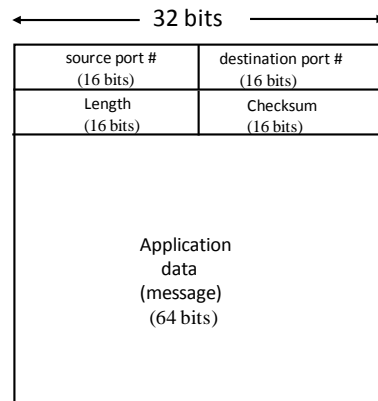 32 bits
source port #
(16 bits)
destination port #
(16 bits)
Length
(16 bits)
Checksum
(16 bits)
Application
data
(message)
(64 bits)